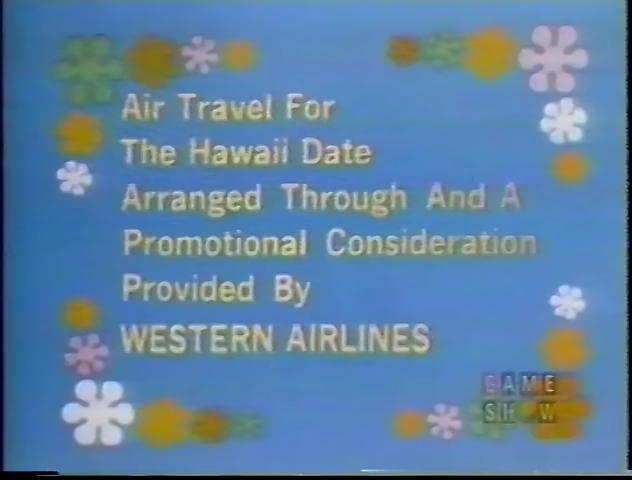 Air Travel For
The Hawaii Date
Arranged Through And A
Promotional Consideration
Provided By
WESTERN AIRLINES
GAME
SHOW